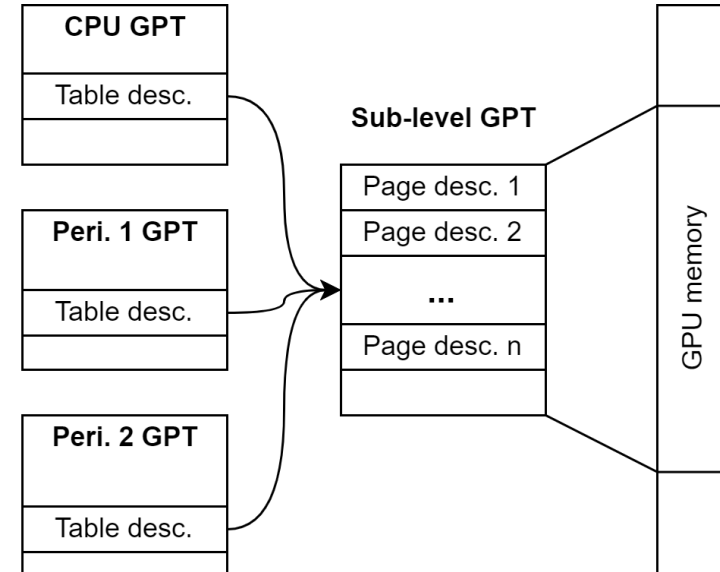 CPU GPT
Table desc.
Peri. 1 GPT
Table desc.
Peri. 2 GPT
Table desc.
Sub-level GPT
Page desc. 1
Page desc. 2
...
Page desc. n
GPU memory